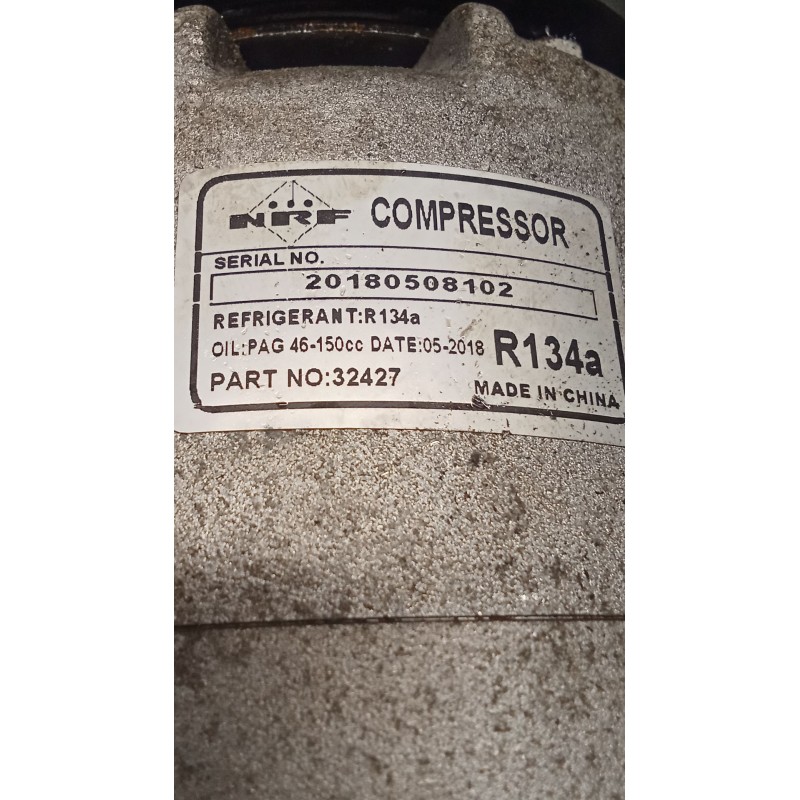 NRF COMPRESSOR
SERIAL NO.
20180508102
REFRIGERANT:R134a
OIL:PAG 46-150cc DATE:05-2018 R134a
PART NO:32427 MADE IN CHINA